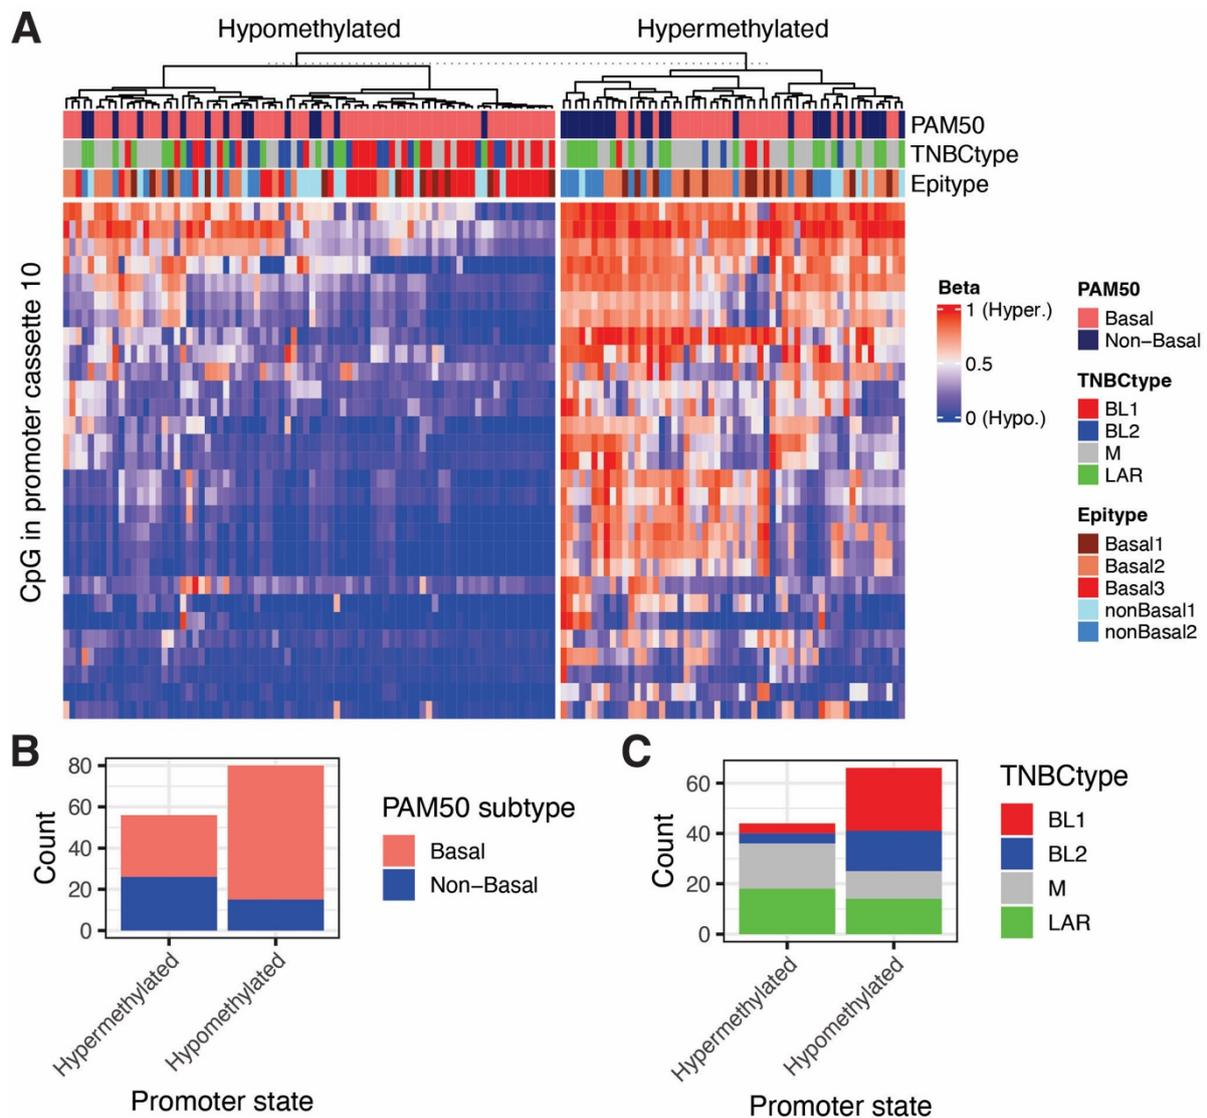 A
Hypomethylated
Hypermethylated
PAM50
TNBCtype
Epitype
CpG in promoter cassette 10
Beta
1 (Hyper.)
0.5
0 (Hypo.)
PAM50
Basal
Non−Basal
TNBCtype
BL1
BL2
M
LAR
Epitype
Basal1
Basal2
Basal3
nonBasal1
nonBasal2
B
80
60
40
20
0
Count
Hypermethylated
Hypomethylated
Promoter state
PAM50 subtype
Basal
Non−Basal
C
60
40
20
0
Count
Hypermethylated
Hypomethylated
Promoter state
TNBCtype
BL1
BL2
M
LAR